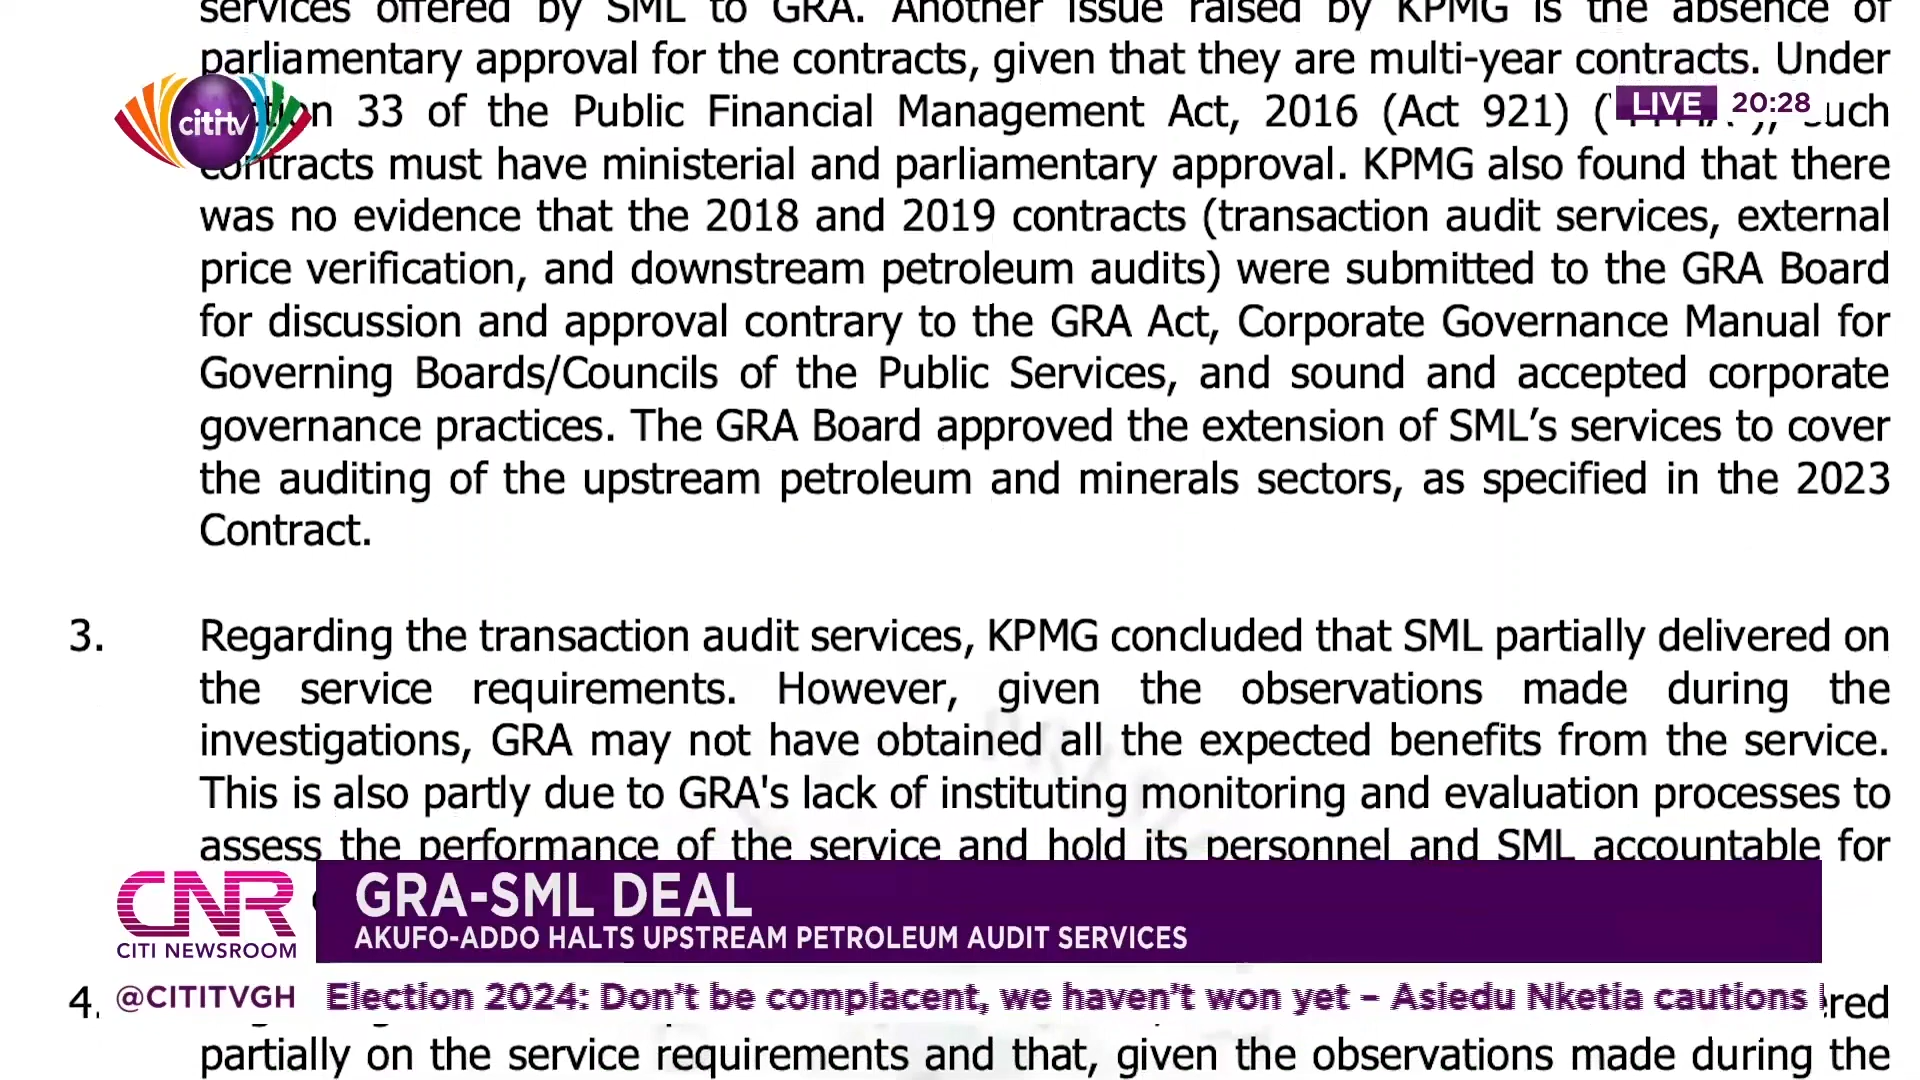 services offered by SML to GRA. Another issue raised by KPMG is the absence of
parliamentary approval for the contracts, given that they are multi-year contracts. Under
33 of the Public Financial Management Act, 2016 (Act 921)
contracts must have ministerial and parliamentary approval. KPMG also found that there
was no evidence that the 2018 and 2019 contracts (transaction audit services, external
price verification, and downstream petroleum audits) were submitted to the GRA Board
for discussion and approval contrary to the GRA Act, Corporate Governance Manual for
Governing Boards/Councils of the Public Services, and sound and accepted corporate
governance practices. The GRA Board approved the extension of SML’s services to cover
the auditing of the upstream petroleum and minerals sectors, as specified in the 2023
Contract.
cititv
LIVE 20:28
3. Regarding the transaction audit services, KPMG concluded that SML partially delivered on
the service requirements. However, given the observations made during the
investigations, GRA may not have obtained all the expected benefits from the service.
This is also partly due to GRA's lack of instituting monitoring and evaluation processes to
assess the performance of the service and hold its personnel and SML accountable for
CNR
CITI NEWSROOM
GRA-SML DEAL
AKUFO-ADDO HALTS UPSTREAM PETROLEUM AUDIT SERVICES
4.
@CITITVGH
Election 2024: Don't be complacent, we haven't won yet – Asiedu Nketia cautions
partially on the service requirements and that, given the observations made during the